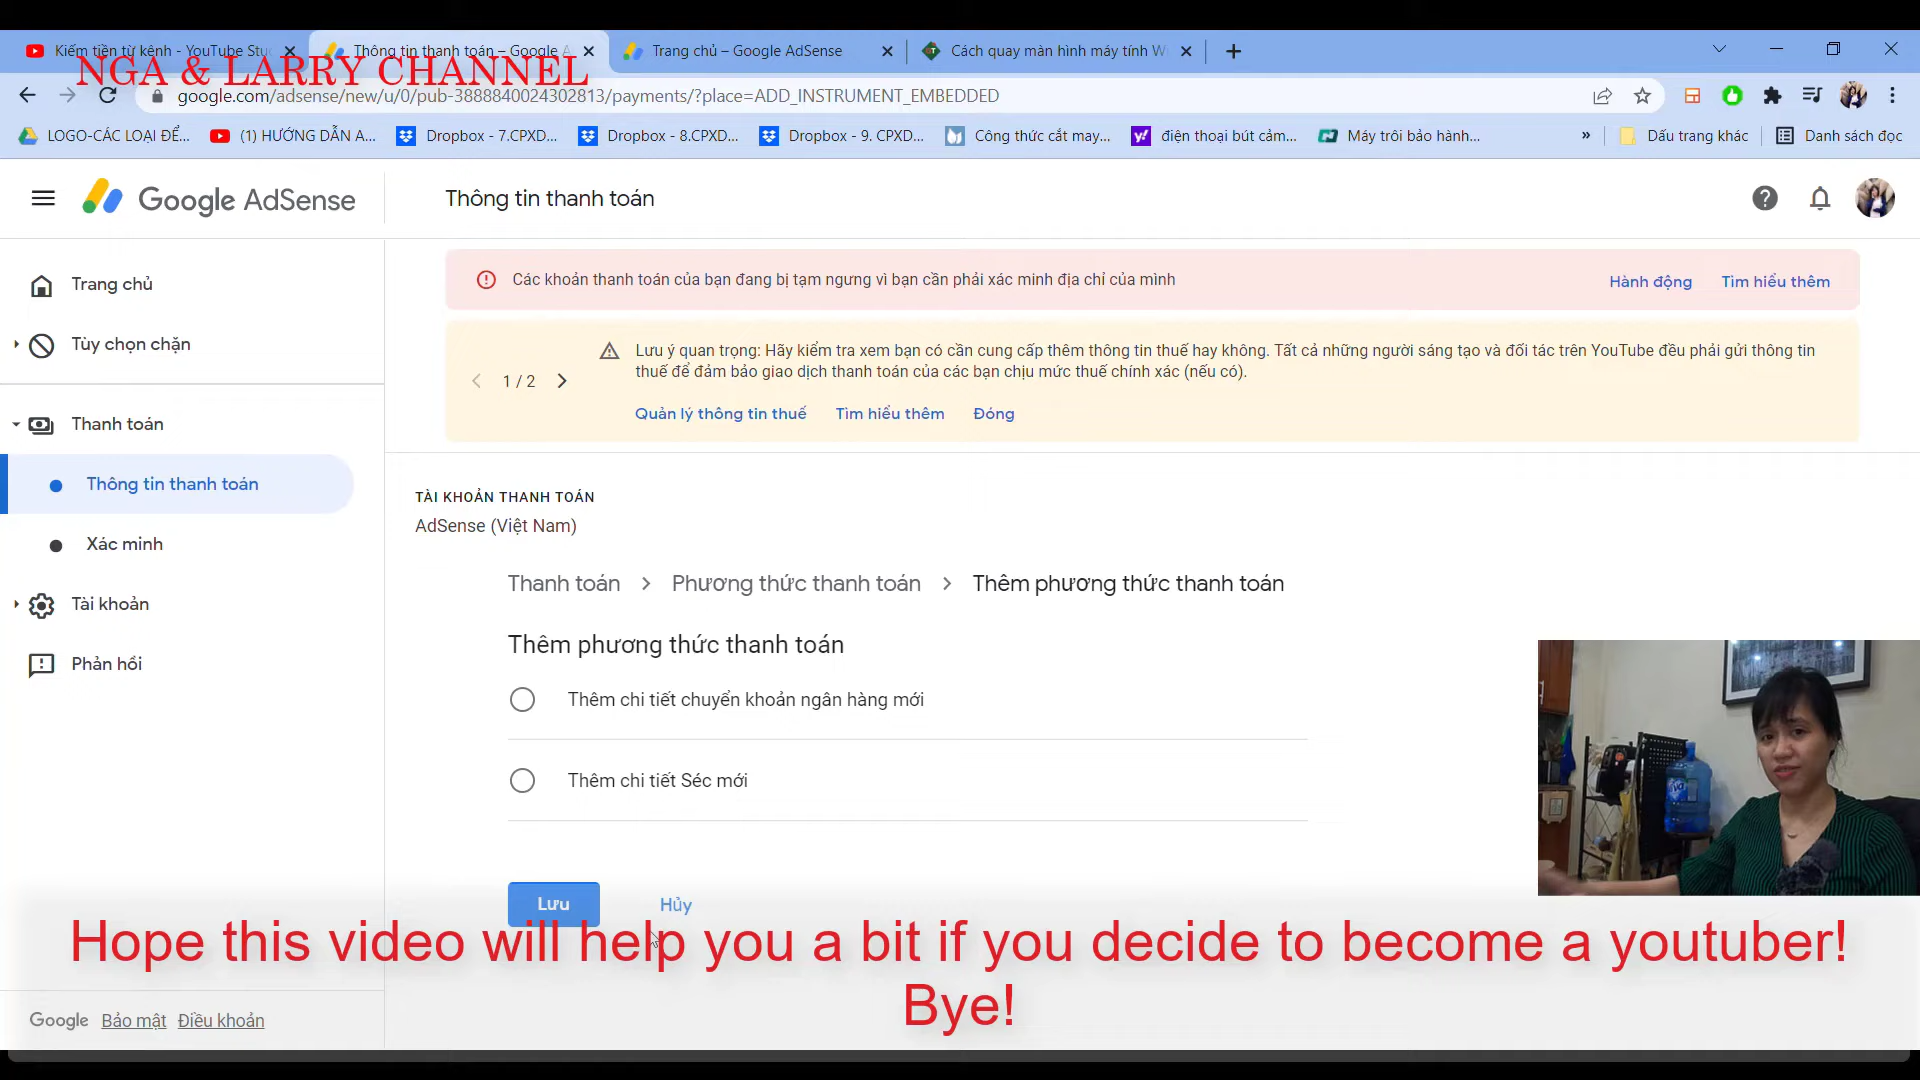 Kiếm tiền từ kênh - YouTube Stu
Thông tin thanh toán – Google A
Trang chủ – Google AdSense
Cách quay màn hình máy tính W
NGA & LARRY CHANNEL
google.com/adsense/new/u/0/pub-3888840024302813/payments/?place=ADD_INSTRUMENT_EMBEDDED
LOGO-CÁC LOẠI ĐỂ...
(1) HƯỚNG DẪN A...
Dropbox - 7.CPXD...
Dropbox - 8.CPXD...
Dropbox - 9. CPXD...
Công thức cắt may...
điện thoại bút cảm...
Máy trôi bảo hành...
»
Dấu trang khác
Danh sách đọc
Google AdSense
Thông tin thanh toán
Trang chủ
Tùy chọn chặn
Thanh toán
Thông tin thanh toán
Xác minh
Tài khoản
Phản hồi
Các khoản thanh toán của bạn đang bị tạm ngưng vì bạn cần phải xác minh địa chỉ của mình
Hành động
Tìm hiểu thêm
1 / 2
Lưu ý quan trọng: Hãy kiểm tra xem bạn có cần cung cấp thêm thông tin thuế hay không. Tất cả những người sáng tạo và đối tác trên YouTube đều phải gửi thông tin
thuế để đảm bảo giao dịch thanh toán của các bạn chịu mức thuế chính xác (nếu có).
Quản lý thông tin thuế
Tìm hiểu thêm
Đóng
TÀI KHOẢN THANH TOÁN
AdSense (Việt Nam)
Thanh toán > Phương thức thanh toán > Thêm phương thức thanh toán
Thêm phương thức thanh toán
Thêm chi tiết chuyển khoản ngân hàng mới
Thêm chi tiết Séc mới
Lưu
Hủy
Hope this video will help you a bit if you decide to become a youtuber!
Bye!
Google
Bảo mật
Điều khoản